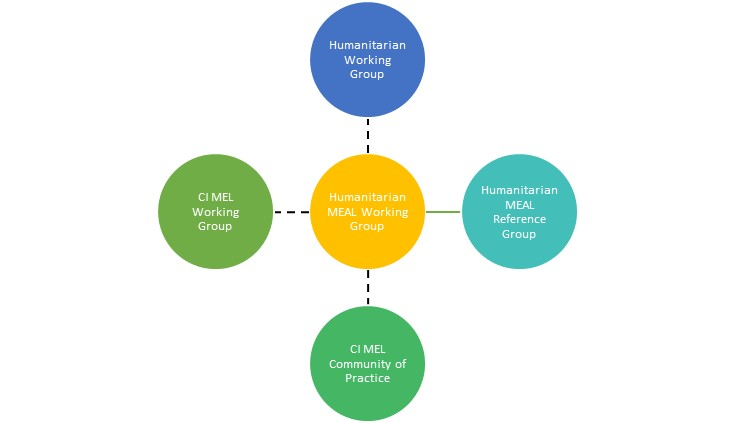 Humanitarian
Working
Group
CI MEL
Working
Group
Humanitarian
MEAL Working
Group
Humanitarian
MEAL
Reference
Group
CI MEL
Community of
Practice